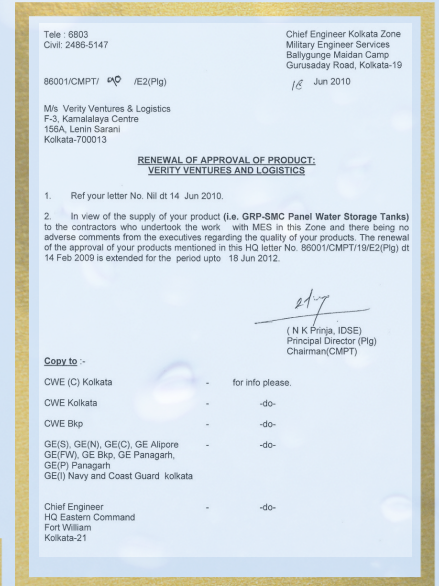 Tele : 6803
Civil: 2486-5147
Chief Engineer Kolkata Zone
Military Engineer Services
Ballygunge Maidan Camp
Gurusaday Road, Kolkata-19
86001/CMPT/ 90 /E2(Plg)
18 Jun 2010
M/s Verity Ventures & Logistics
F-3, Kamalalaya Centre
156A, Lenin Sarani
Kolkata-700013
RENEWAL OF APPROVAL OF PRODUCT:
VERITY VENTURES AND LOGISTICS
1. Ref your letter No. Nil dt 14 Jun 2010.
2. In view of the supply of your product (i.e. GRP-SMC Panel Water Storage Tanks)
to the contractors who undertook the work with MES in this Zone and there being no
adverse comments from the executives regarding the quality of your products. The renewal
of the approval of your products mentioned in this HQ letter No. 86001/CMPT/19/E2(Plg) dt
14 Feb 2009 is extended for the period upto 18 Jun 2012.
( N K Prinja, IDSE)
Principal Director (Plg)
Chairman(CMPT)
Copy to :-
CWE (C) Kolkata - for info please.
CWE Kolkata - -do-
CWE Bkp - -do-
GE(S), GE(N), GE(C), GE Alipore - -do-
GE(FW), GE Bkp, GE Panagarh,
GE(P) Panagarh
GE(I) Navy and Coast Guard kolkata
Chief Engineer - -do-
HQ Eastern Command
Fort William
Kolkata-21